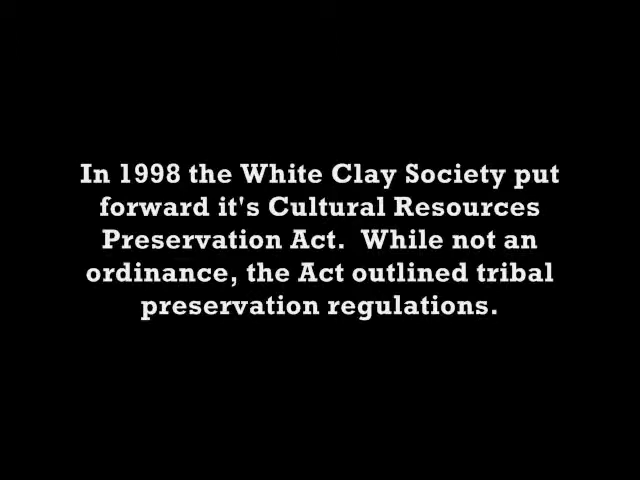 In 1998 the White Clay Society put
forward it's Cultural Resources
Preservation Act.  While not an
ordinance, the Act outlined tribal
preservation regulations.